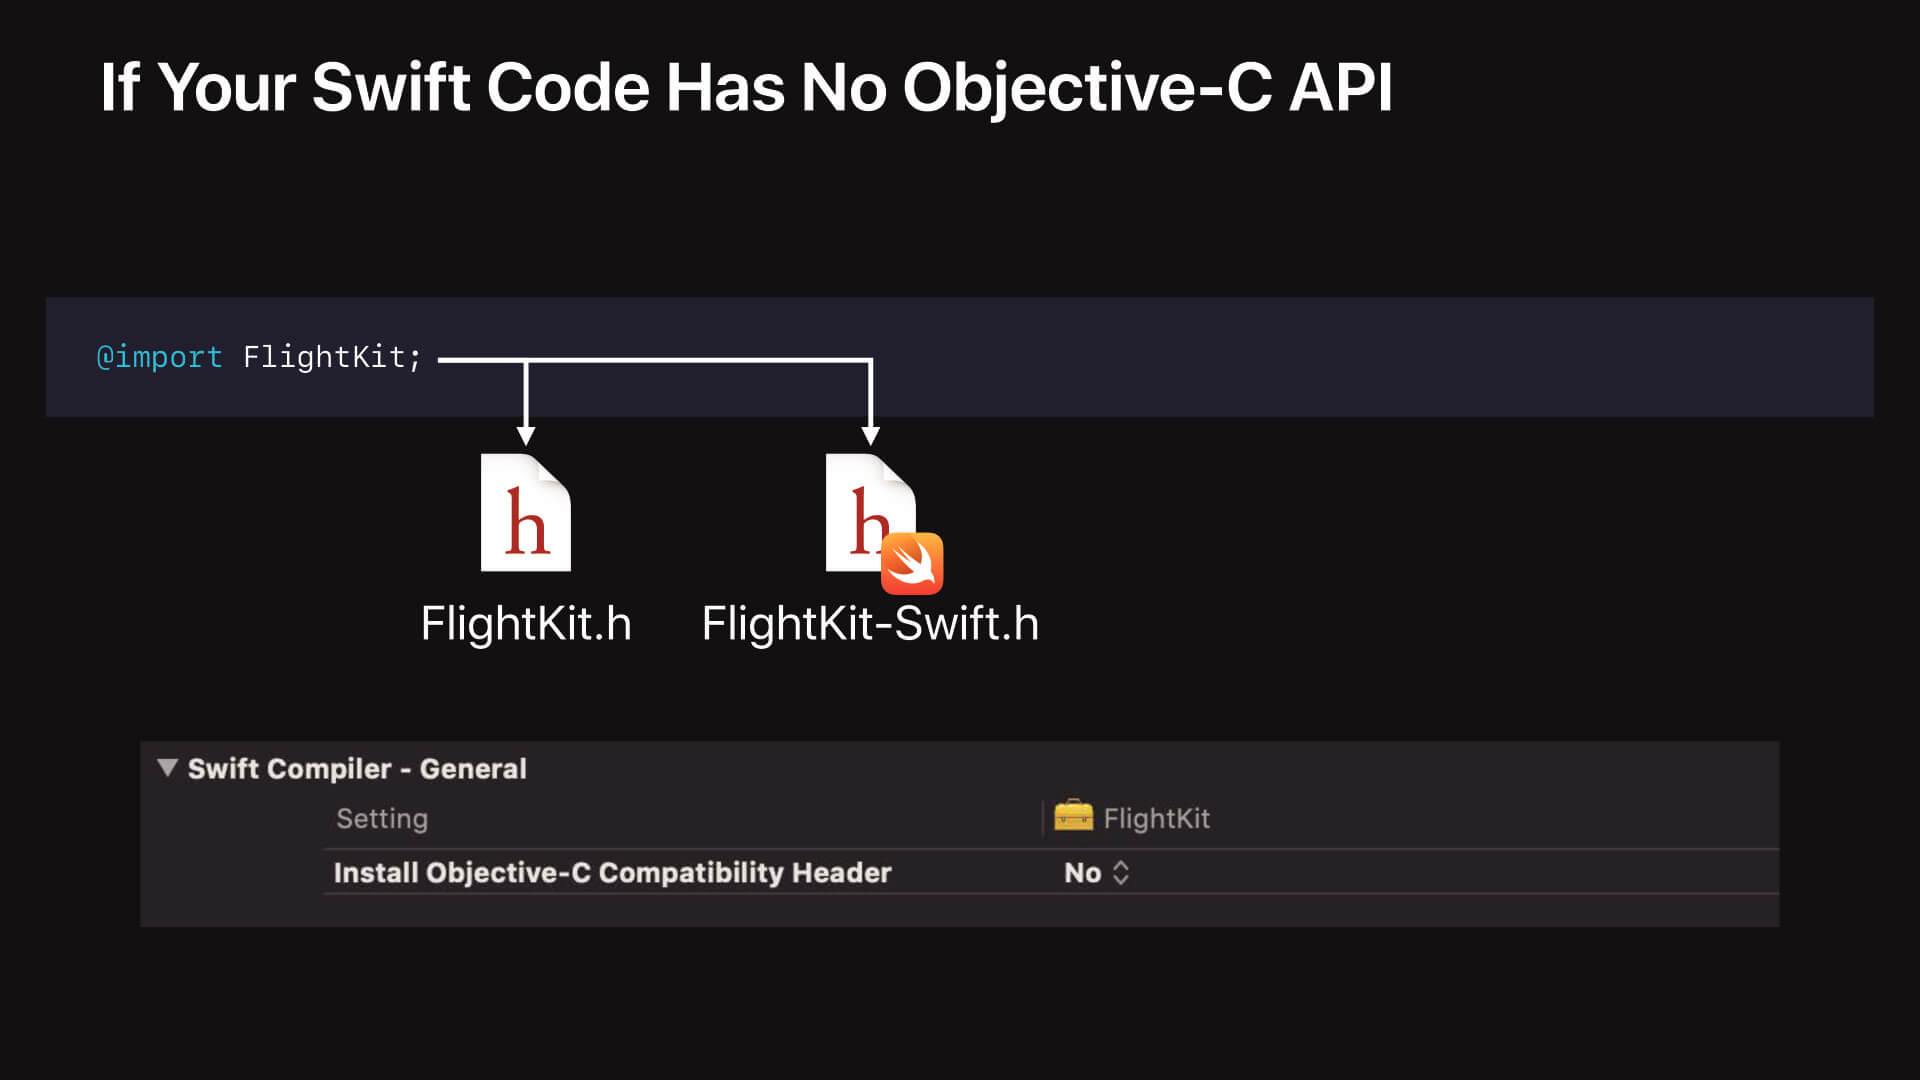 If Your Swift Code Has No Objective-C API
@import FlightKit;
h
h
FlightKit.h
FlightKit-Swift.h
Swift Compiler - General
Setting
FlightKit
Install Objective-C Compatibility Header
No